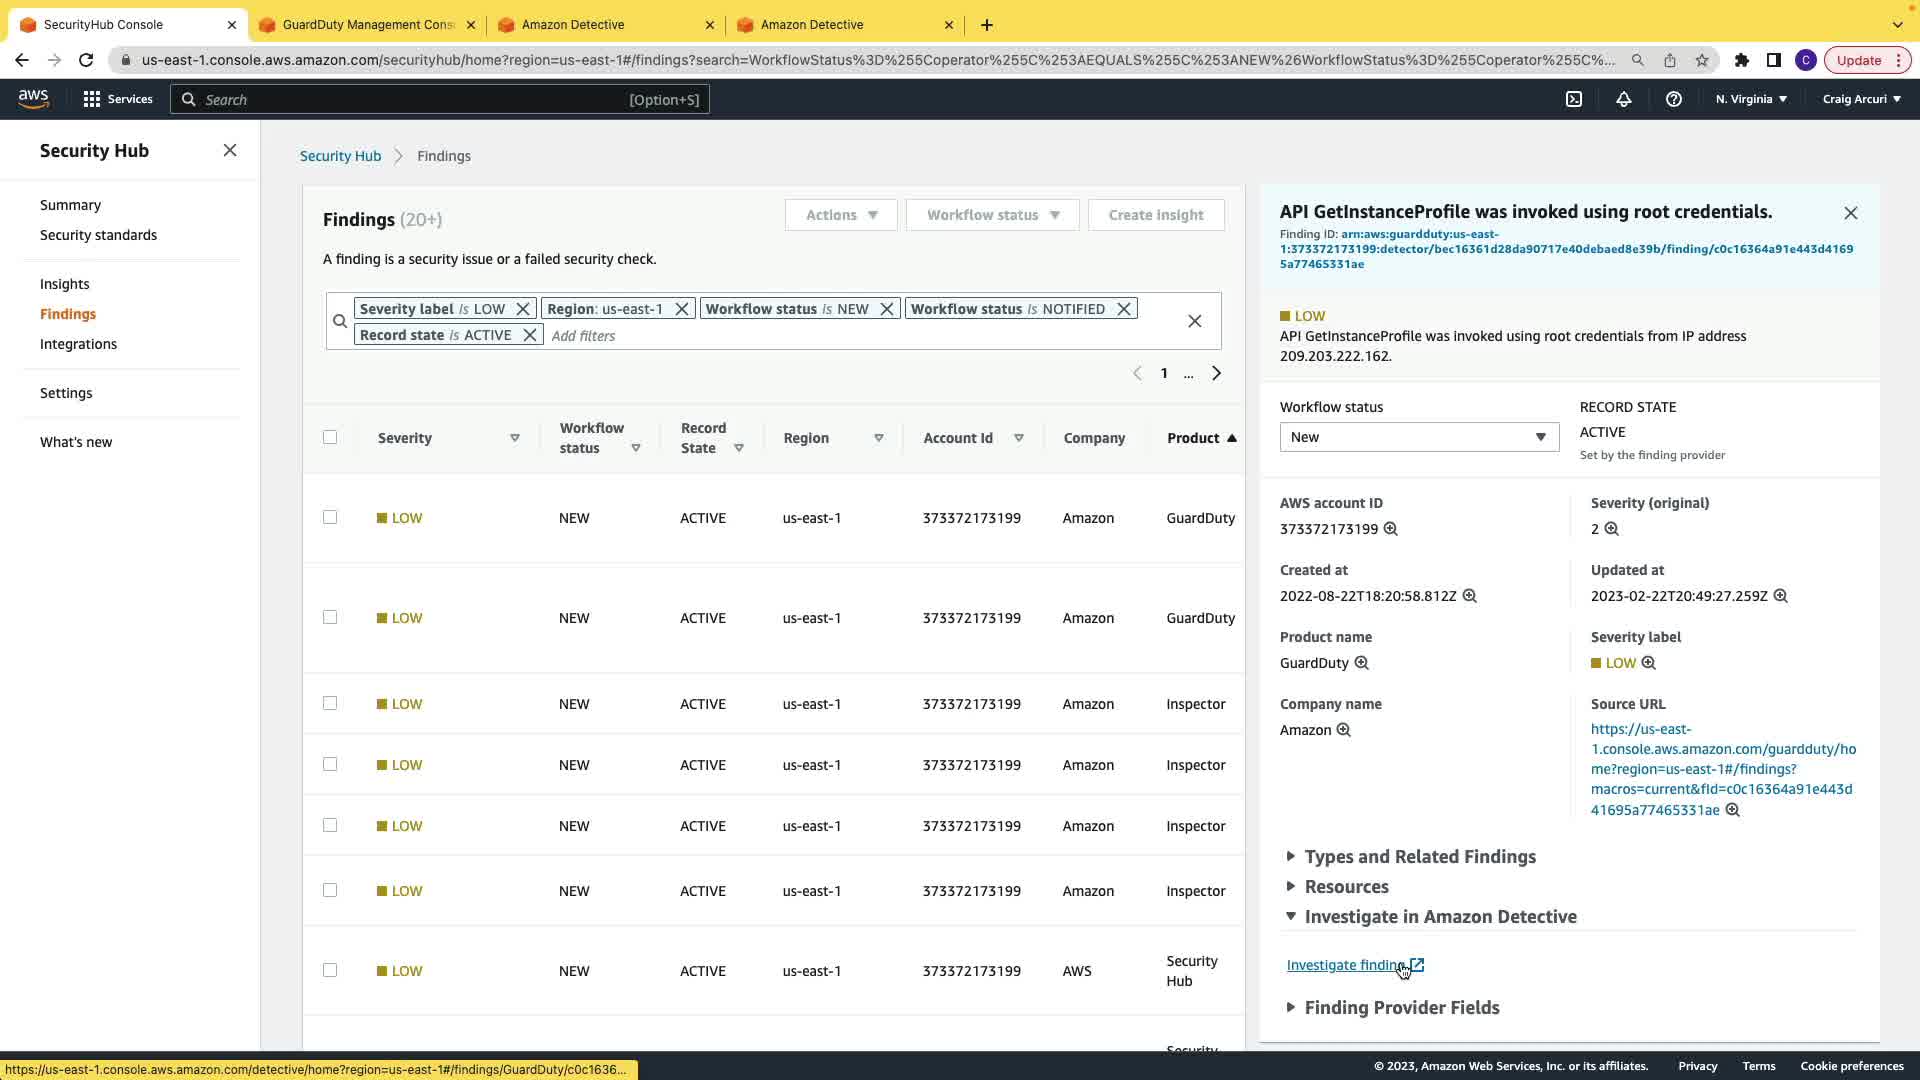 SecurityHub Console
GuardDuty Management Cons
Amazon Detective
Amazon Detective
us-east-1.console.aws.amazon.com/securityhub/home?region=us-east-1#/findings?search=WorkflowStatus%3D%255Coperator%255C%253AEQUALS%255C%253ANEW%26WorkflowStatus%3D%255Coperator%255C%...
C
Update
aws
Services
Search
[Option+S]
N. Virginia
Craig Arcuri
Security Hub
Summary
Security standards
Insights
Findings
Integrations
Settings
What's new
Security Hub
Findings
Findings (20+)
Actions
Workflow status
Create insight
A finding is a security issue or a failed security check.
Severity label is LOW
Region: us-east-1
Workflow status is NEW
Workflow status is NOTIFIED
Record state is ACTIVE
Add filters
1 ...
Severity
Workflow status
Record State
Region
Account Id
Company
Product
LOW NEW ACTIVE us-east-1 373372173199 Amazon GuardDuty
LOW NEW ACTIVE us-east-1 373372173199 Amazon GuardDuty
LOW NEW ACTIVE us-east-1 373372173199 Amazon Inspector
LOW NEW ACTIVE us-east-1 373372173199 Amazon Inspector
LOW NEW ACTIVE us-east-1 373372173199 Amazon Inspector
LOW NEW ACTIVE us-east-1 373372173199 Amazon Inspector
LOW NEW ACTIVE us-east-1 373372173199 AWS Security Hub
Security
API GetInstanceProfile was invoked using root credentials.
Finding ID: arn:aws:guardduty:us-east-
1:373372173199:detector/bec16361d28da90717e40debaed8e39b/finding/c0c16364a91e443d4169
5a77465331ae
LOW
API GetInstanceProfile was invoked using root credentials from IP address
209.203.222.162.
Workflow status
New
RECORD STATE
ACTIVE
Set by the finding provider
AWS account ID
373372173199
Severity (original)
2
Created at
2022-08-22T18:20:58.812Z
Updated at
2023-02-22T20:49:27.259Z
Product name
GuardDuty
Severity label
LOW
Company name
Amazon
Source URL
https://us-east-
1.console.aws.amazon.com/guardduty/ho
me?region=us-east-1#/findings?
macros=current&fId=c0c16364a91e443d
41695a77465331ae
Types and Related Findings
Resources
Investigate in Amazon Detective
Investigate finding
Finding Provider Fields
https://us-east-1.console.aws.amazon.com/detective/home?region=us-east-1#/findings/GuardDuty/c0c1636...
© 2023, Amazon Web Services, Inc. or its affiliates.
Privacy
Terms
Cookie preferences